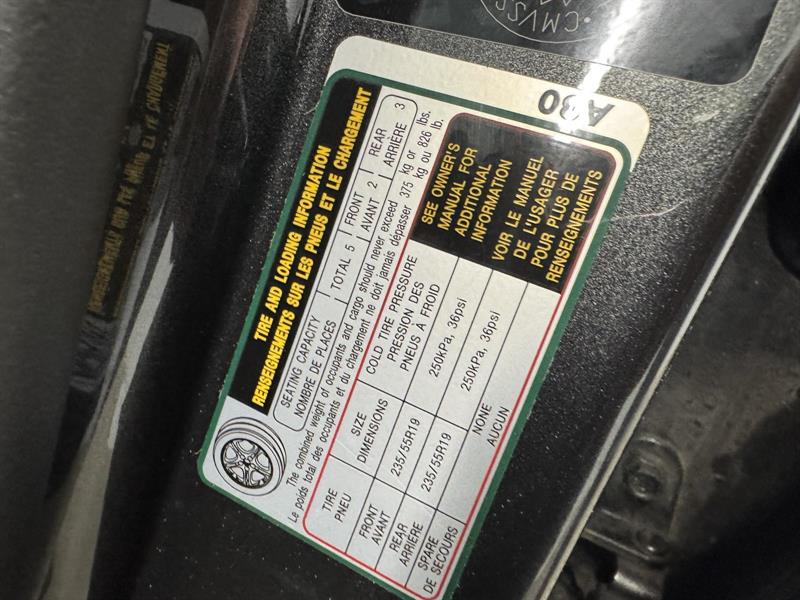 CMVSR
A30
TIRE AND LOADING INFORMATION
RENSEIGNEMENTS SUR LES PNEUS ET LE CHARGEMENT
SEATING CAPACITY
NOMBRE DE PLACES
TOTAL 5
FRONT
AVANT 2
REAR
ARRIÈRE 3
The combined weight of occupants and cargo should never exceed 375 kg or 826 lbs.
Le poids total des occupants et du chargement ne doit jamais dépasser 375 kg ou 826 lb.
TIRE
PNEU
SIZE
DIMENSIONS
COLD TIRE PRESSURE
PRESSION DES
PNEUS À FROID
FRONT
AVANT
235/55R19
250kPa, 36psi
REAR
ARRIÈRE
235/55R19
250kPa, 36psi
SPARE
DE SECOURS
NONE
AUCUN
SEE OWNER'S
MANUAL FOR
ADDITIONAL
INFORMATION
VOIR LE MANUEL
DE L'USAGER
POUR PLUS DE
RENSEIGNEMENTS